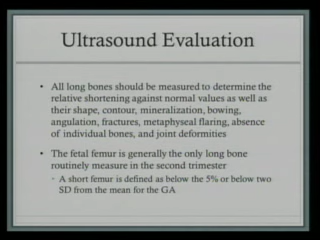 Ultrasound Evaluation
• All long bones should be measured to determine the
relative shortening against normal values as well as
their shape, contour, mineralization, bowing,
angulation, fractures, metaphyseal flaring, absence
of individual bones, and joint deformities
• The fetal femur is generally the only long bone
routinely measure in the second trimester
• A short femur is defined as below the 5% or below two
SD from the mean for the GA